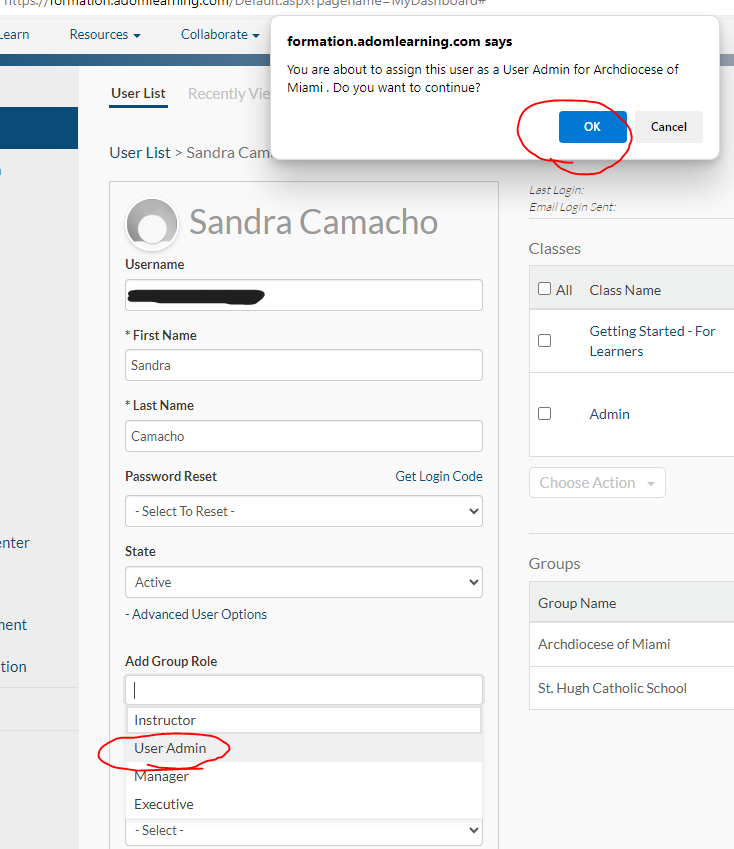 https://formation.adomlearning.com/Default.aspx?pagename=MyDashboard#
Learn
Resources
Collaborate
formation.adomlearning.com says
You are about to assign this user as a User Admin for Archdiocese of
Miami . Do you want to continue?
OK
Cancel
User List
Recently Vie
User List > Sandra Cam
Last Login:
Email Login Sent:
Sandra Camacho
Username
* First Name
Sandra
* Last Name
Camacho
Password Reset
Get Login Code
- Select To Reset -
State
Active
- Advanced User Options
Add Group Role
Instructor
User Admin
Manager
Executive
- Select -
Classes
All
Class Name
Getting Started - For
Learners
Admin
Choose Action
Groups
Group Name
Archdiocese of Miami
St. Hugh Catholic School
enter
ment
tion